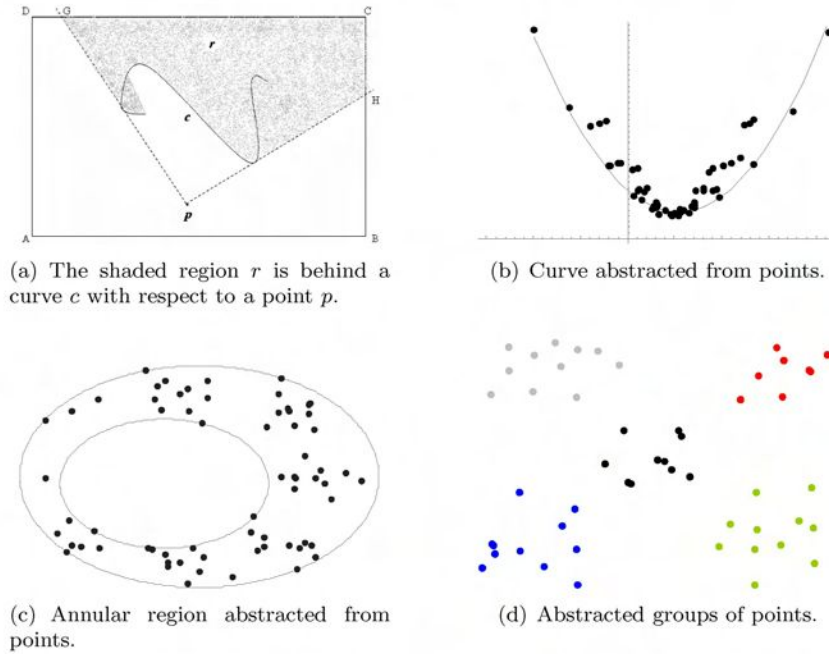 D G C
r
H
c
p
A B
(a) The shaded region r is behind a
curve c with respect to a point p.
(b) Curve abstracted from points.
(c) Annular region abstracted from
points.
(d) Abstracted groups of points.